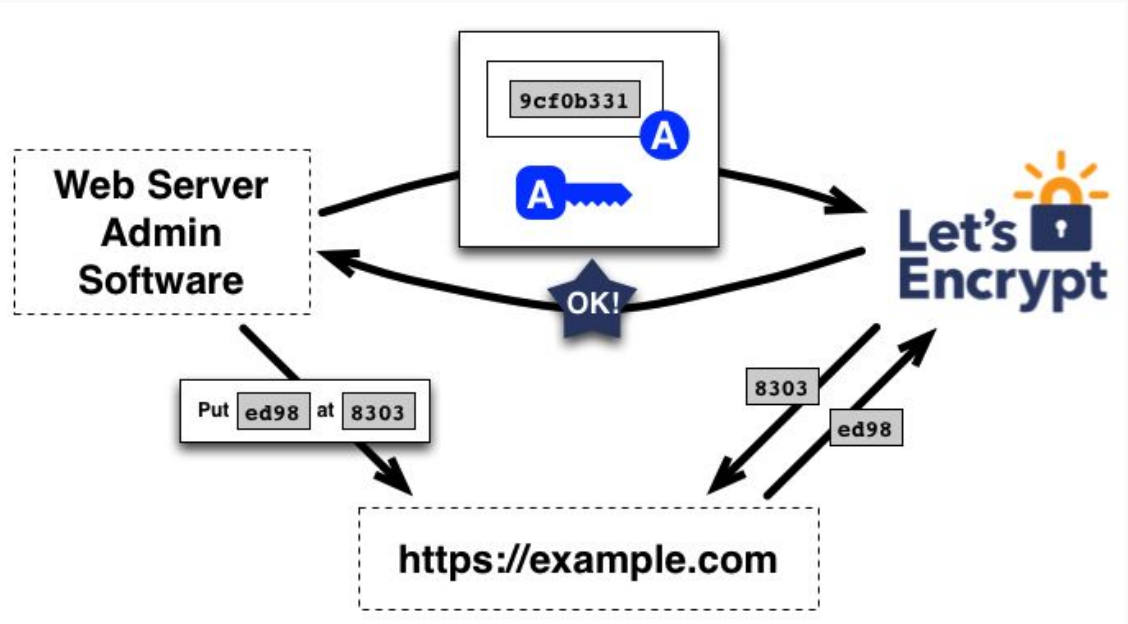 9cf0b331
A
A
Web Server
Admin
Software
Let's
Encrypt
OK!
Put ed98 at 8303
8303
ed98
https://example.com